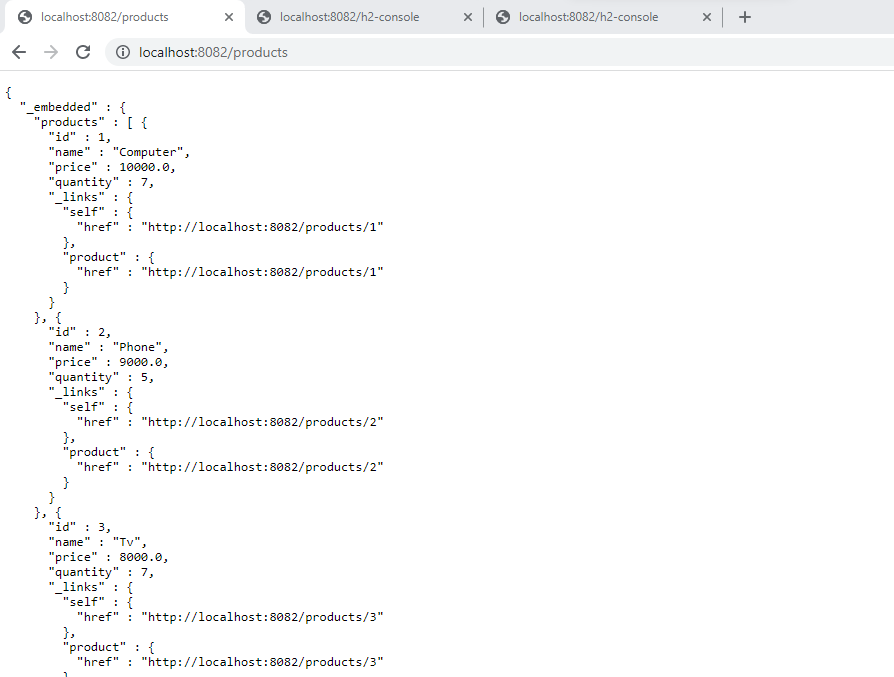 localhost:8082/products
localhost:8082/h2-console
localhost:8082/h2-console
localhost:8082/products
{
  "_embedded" : {
    "products" : [ {
      "id" : 1,
      "name" : "Computer",
      "price" : 10000.0,
      "quantity" : 7,
      "_links" : {
        "self" : {
          "href" : "http://localhost:8082/products/1"
        },
        "product" : {
          "href" : "http://localhost:8082/products/1"
        }
      }
    }, {
      "id" : 2,
      "name" : "Phone",
      "price" : 9000.0,
      "quantity" : 5,
      "_links" : {
        "self" : {
          "href" : "http://localhost:8082/products/2"
        },
        "product" : {
          "href" : "http://localhost:8082/products/2"
        }
      }
    }, {
      "id" : 3,
      "name" : "Tv",
      "price" : 8000.0,
      "quantity" : 7,
      "_links" : {
        "self" : {
          "href" : "http://localhost:8082/products/3"
        },
        "product" : {
          "href" : "http://localhost:8082/products/3"
        }